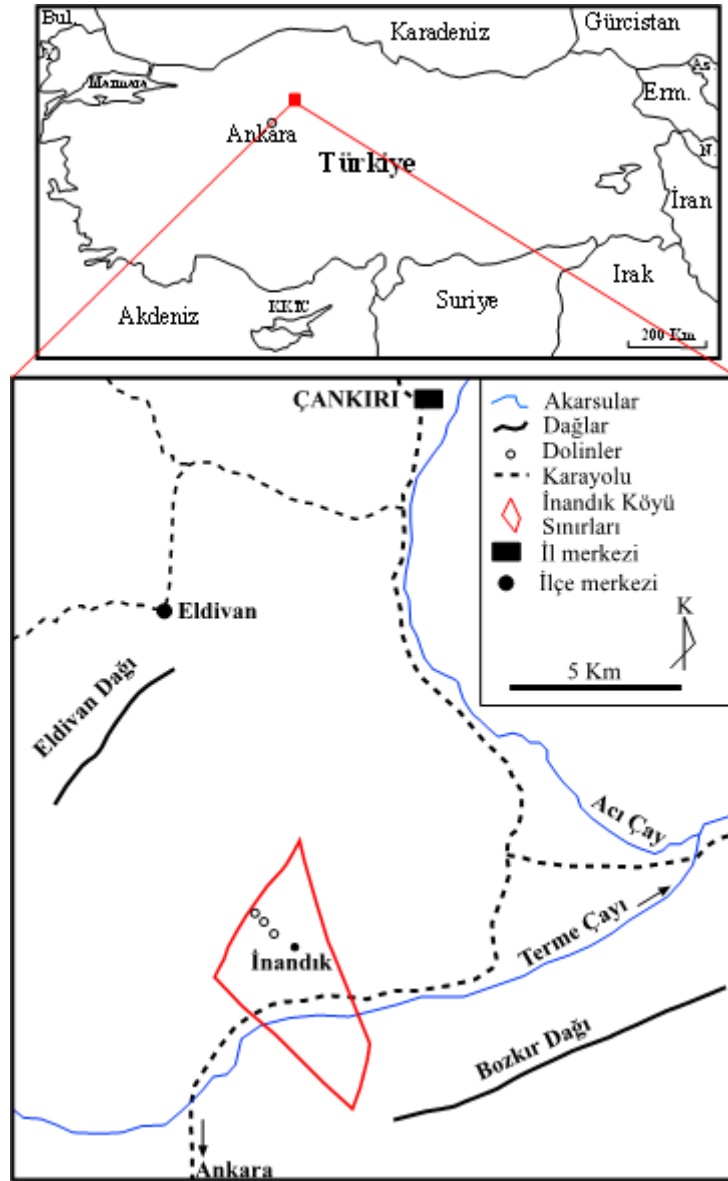 Bul.
Karadeniz
Gürcistan
Marmara
As
Erm.
N.
Ankara
Türkiye
İran
Irak
Suriye
Akdeniz
KKTC
200 Km
ÇANKIRI
Akarsular
Dağlar
Dolinler
Karayolu
İnandık Köyü
Sınırları
İl merkezi
İlçe merkezi
K
5 Km
Eldivan
Eldivan Dağı
Acı Çay
Terme Çayı
İnandık
Bozkır Dağı
Ankara